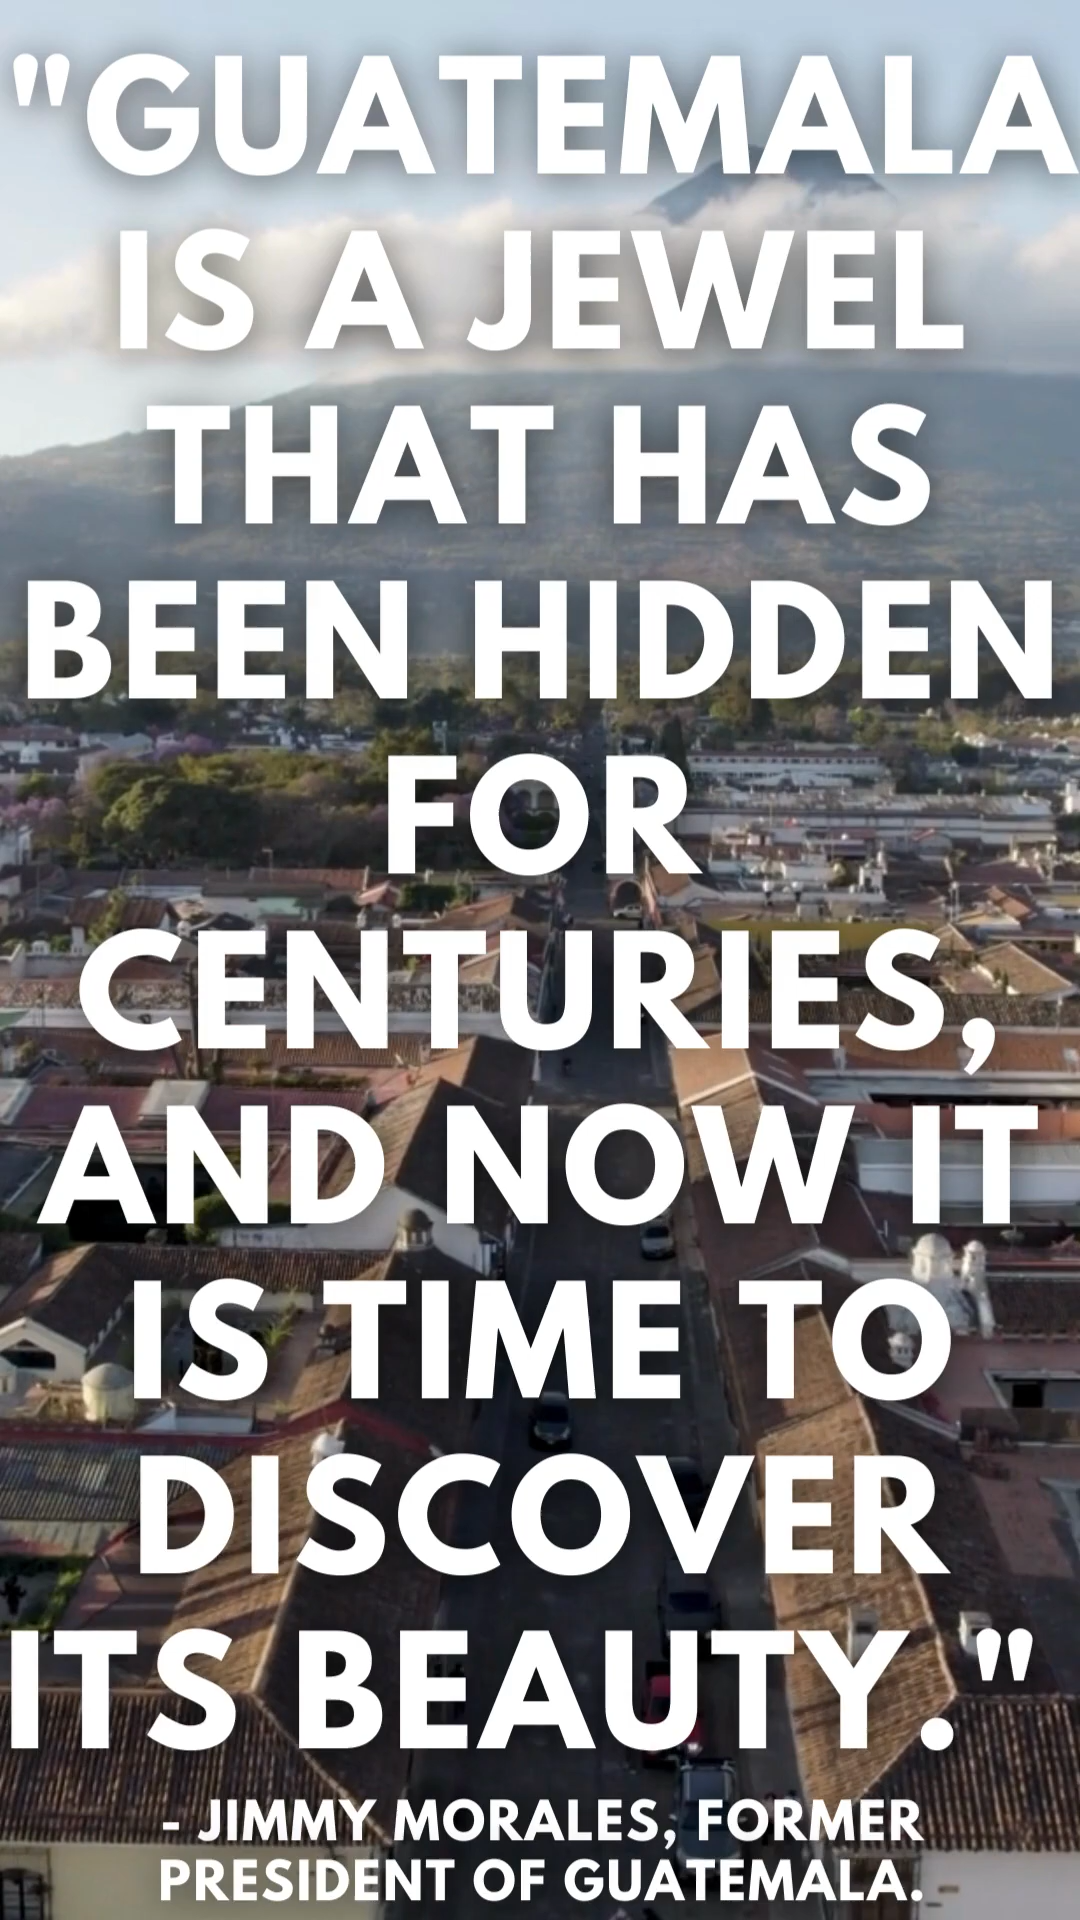 "GUATEMALA
IS A JEWEL
THAT HAS
BEEN HIDDEN
FOR
CENTURIES,
AND NOW IT
IS TIME TO
DISCOVER
ITS BEAUTY."
- JIMMY MORALES, FORMER
PRESIDENT OF GUATEMALA.